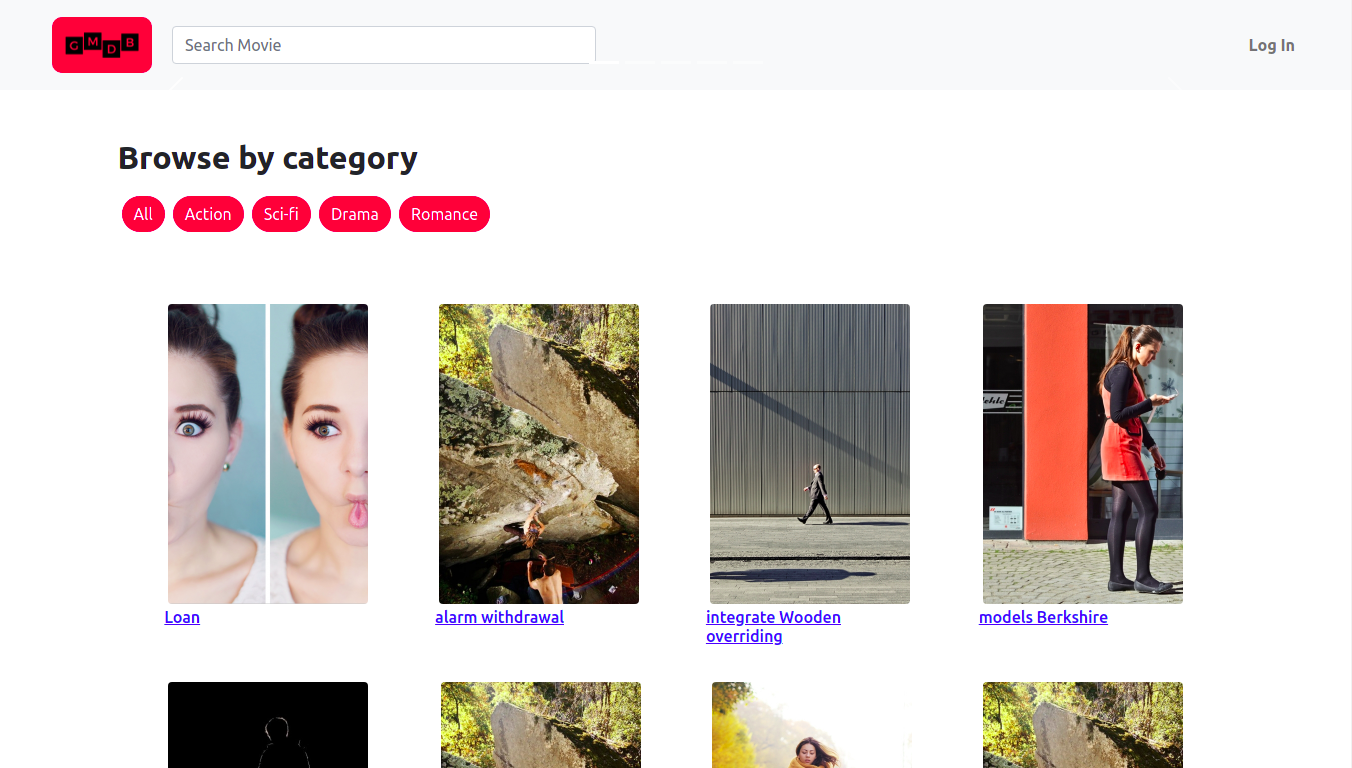 GMDB
Search Movie
Log In
Browse by category
All
Action
Sci-fi
Drama
Romance
Loan
alarm withdrawal
integrate Wooden
overriding
models Berkshire